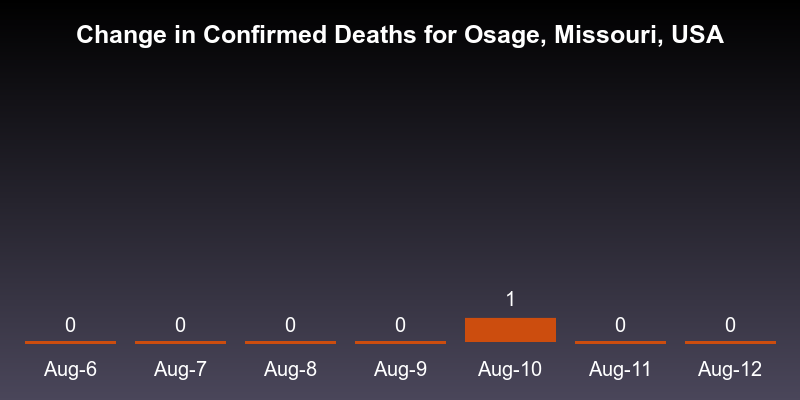 Change in Confirmed Deaths for Osage, Missouri, USA
0 0 0 0 1 0 0
Aug-6 Aug-7 Aug-8 Aug-9 Aug-10 Aug-11 Aug-12